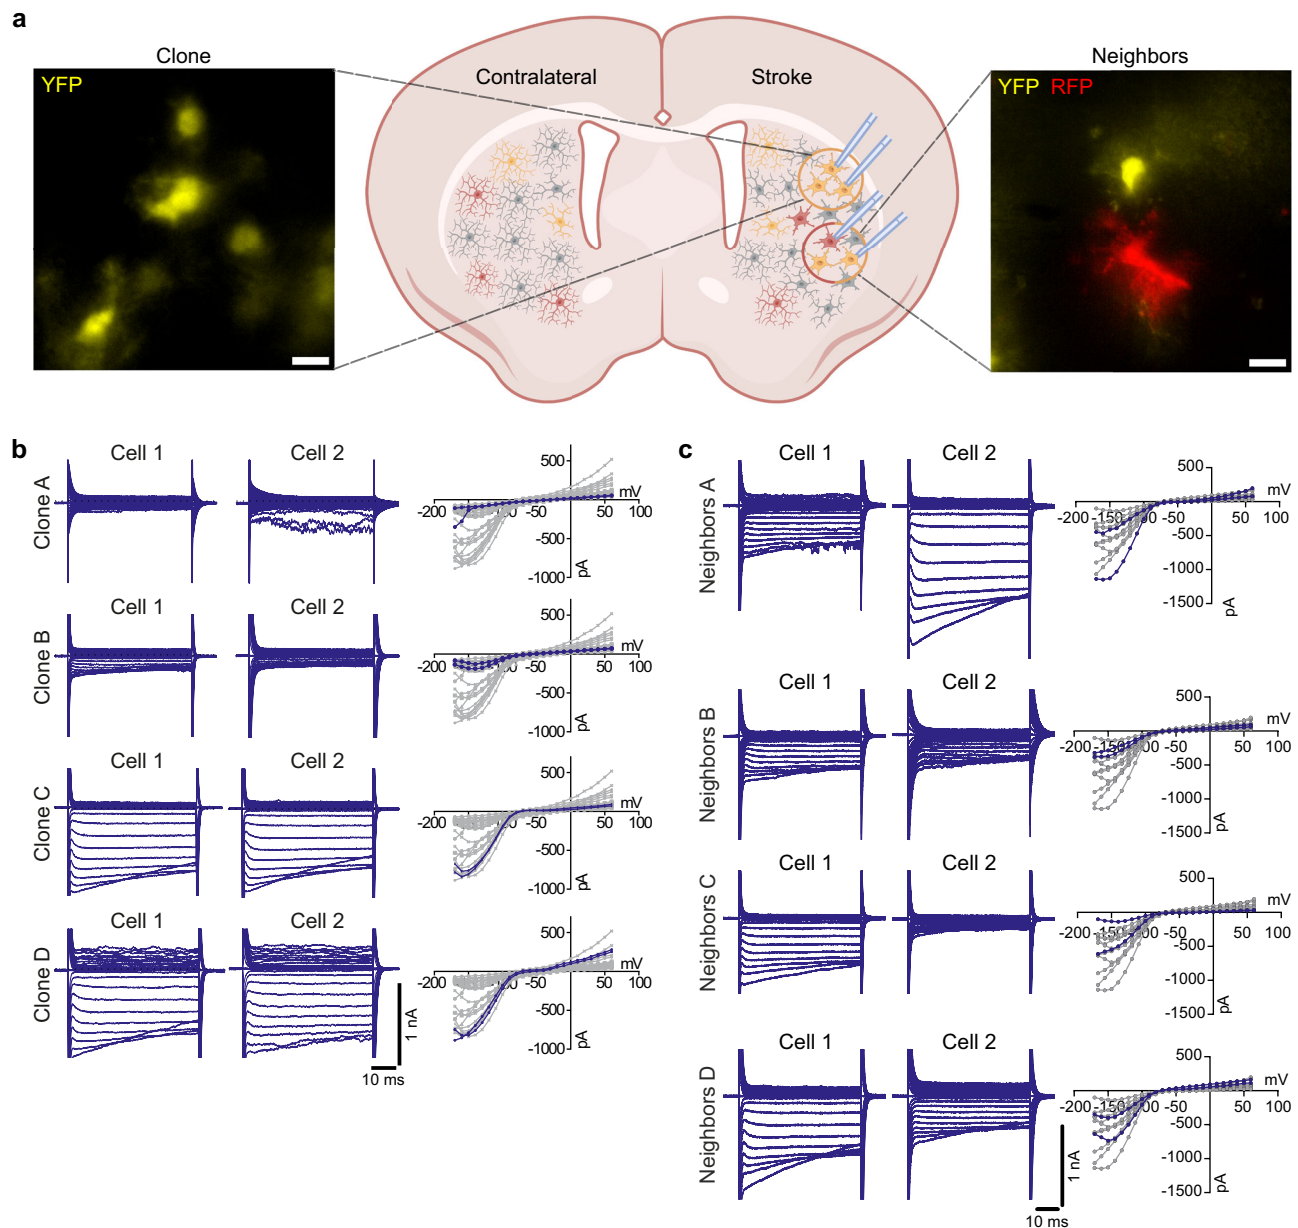 a
Clone
Neighbors
YFP
Contralateral
Stroke
YFP RFP
b
Clone A
Cell 1
Cell 2
500
mV
-200
-50
50
100
-500
-1000
pA
Clone B
Cell 1
Cell 2
500
mV
-200
-50
50
100
-500
-1000
pA
Clone C
Cell 1
Cell 2
500
mV
-200
-50
50
100
-500
-1000
pA
Clone D
Cell 1
Cell 2
500
mV
-200
-50
50
100
-500
-1000
pA
1 nA
10 ms
c
Neighbors A
Cell 1
Cell 2
500
mV
-200
-150
-50
50
100
-500
-1000
-1500
pA
Neighbors B
Cell 1
Cell 2
500
mV
-200
-150
-50
50
100
-500
-1000
-1500
pA
Neighbors C
Cell 1
Cell 2
500
mV
-200
-150
-50
50
100
-500
-1000
-1500
pA
Neighbors D
Cell 1
Cell 2
500
mV
-200
-150
-50
50
100
-500
-1000
-1500
pA
1 nA
10 ms